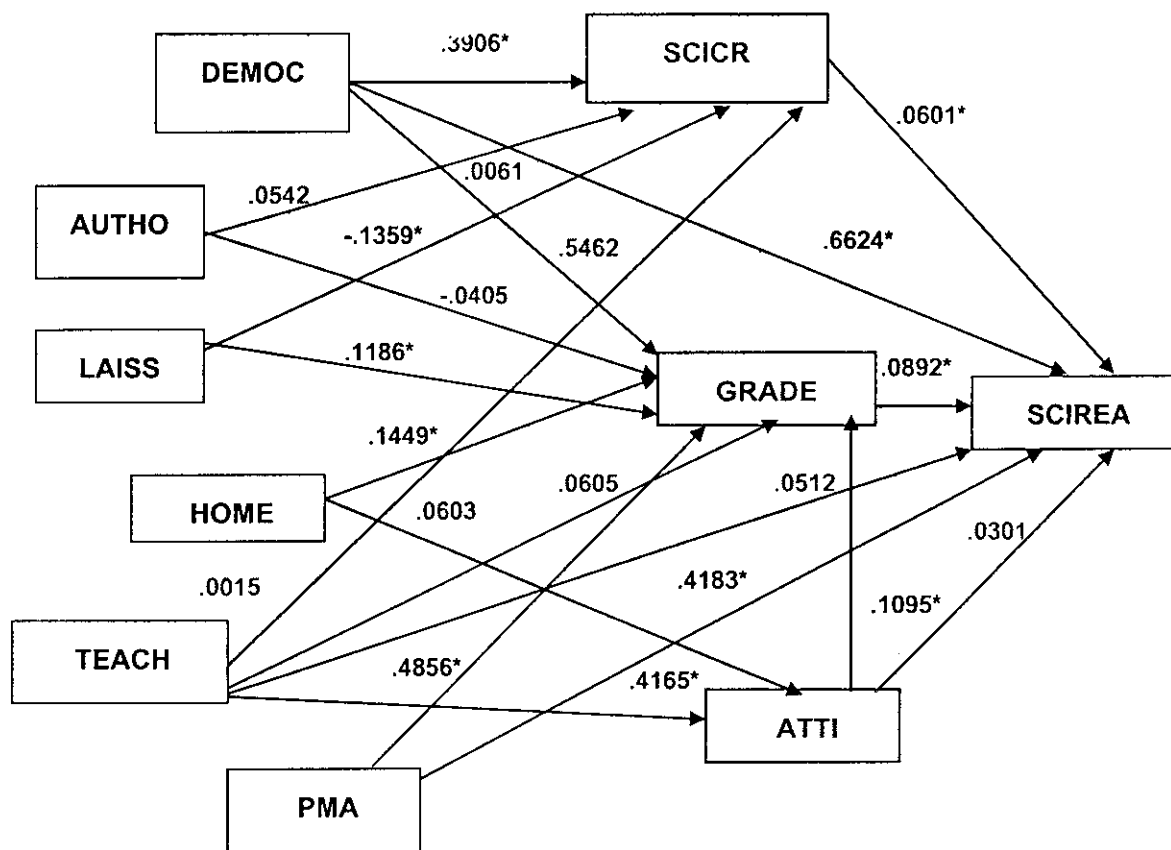 .3906*
SCICR
DEMOC
.0601*
.0061
.0542
AUTHO
-.1359*
.5462
.6624*
-.0405
LAISS
.1186*
.0892*
GRADE
SCIREA
.1449*
.0605
.0512
HOME
.0603
.0301
.0015
.4183*
.1095*
TEACH
.4856*
.4165*
ATTI
PMA